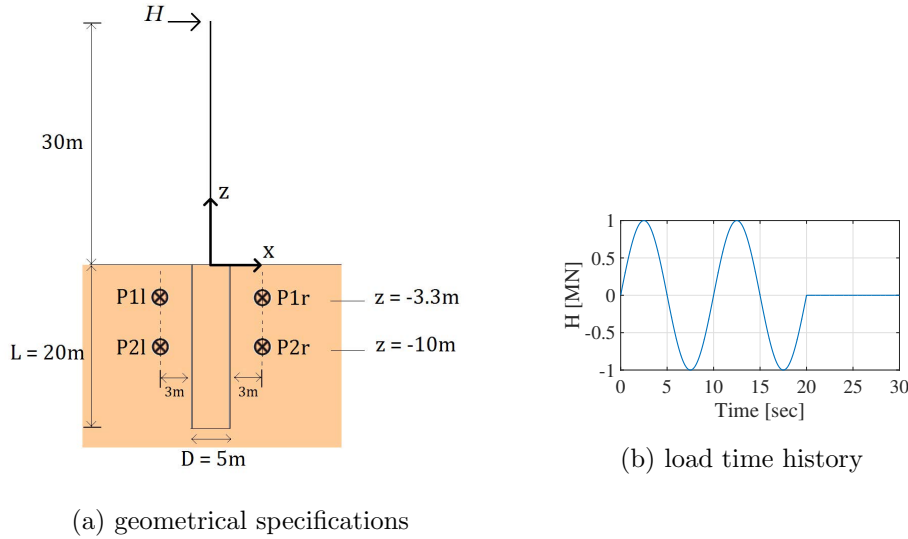 H
30m
z
x
P1l
P1r
z = -3.3m
P2l
P2r
z = -10m
L = 20m
3m
3m
D = 5m
(a) geometrical specifications
H [MN]
1
0.5
0
-0.5
-1
0 5 10 15 20 25 30
Time [sec]
(b) load time history